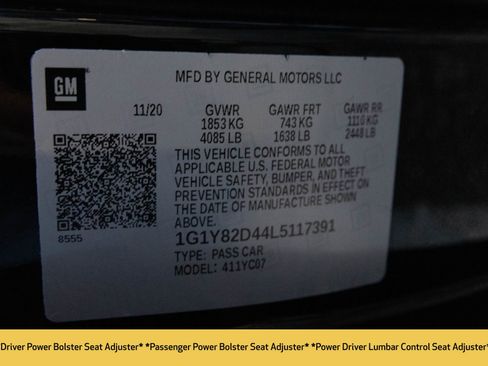 GM
MFD BY GENERAL MOTORS LLC
11/20 GVWR GAWR FRT GAWR RR
1853 KG 743 KG 1110 KG
4085 LB 1638 LB 2448 LB
THIS VEHICLE CONFORMS TO ALL
APPLICABLE U.S. FEDERAL MOTOR
VEHICLE SAFETY, BUMPER, AND THEFT
PREVENTION STANDARDS IN EFFECT ON
THE DATE OF MANUFACTURE SHOWN
ABOVE.
8555
1G1Y82D44L5117391
TYPE: PASS CAR
MODEL: 411YC07
Driver Power Bolster Seat Adjuster* *Passenger Power Bolster Seat Adjuster* *Power Driver Lumbar Control Seat Adjuster*